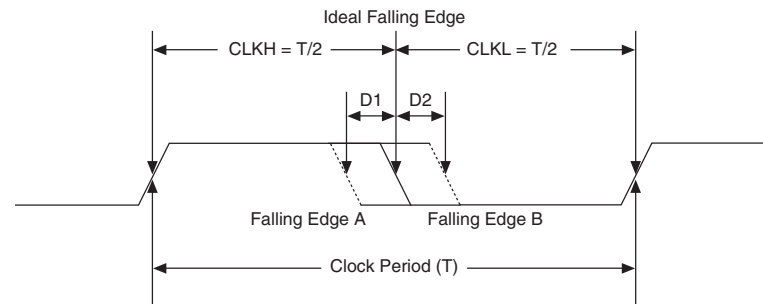 Ideal Falling Edge
CLKH = T/2
CLKL = T/2
D1
D2
Falling Edge A
Falling Edge B
Clock Period (T)